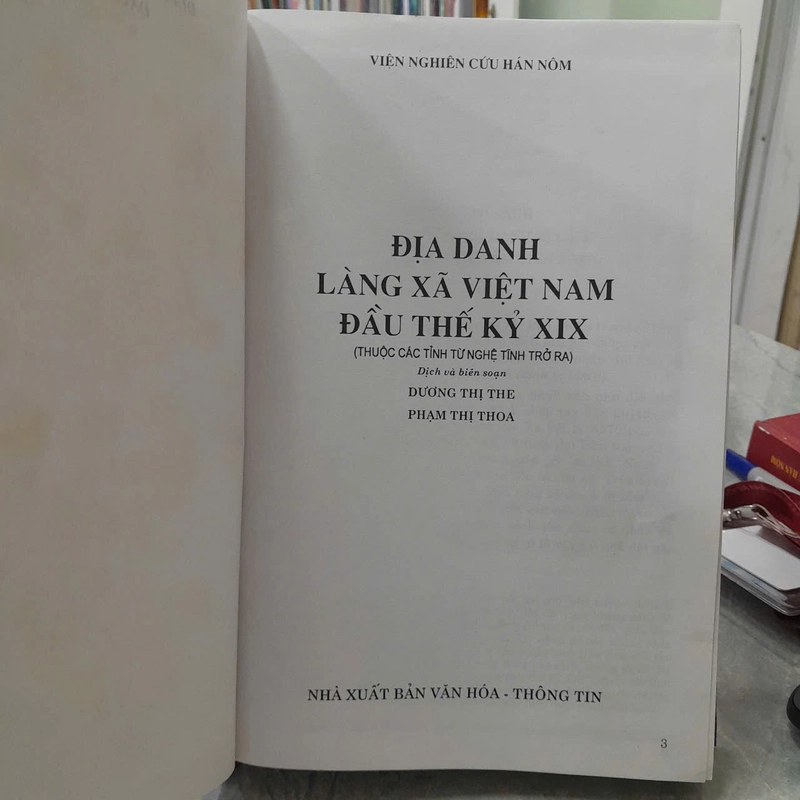 VIỆN NGHIÊN CỨU HÁN NÔM
ĐỊA DANH
LÀNG XÃ VIỆT NAM
ĐẦU THẾ KỶ XIX
(THUỘC CÁC TỈNH TỪ NGHỆ TĨNH TRỞ RA)
Dịch và biên soạn
DƯƠNG THỊ THE
PHẠM THỊ THOA
NHÀ XUẤT BẢN VĂN HÓA - THÔNG TIN
3